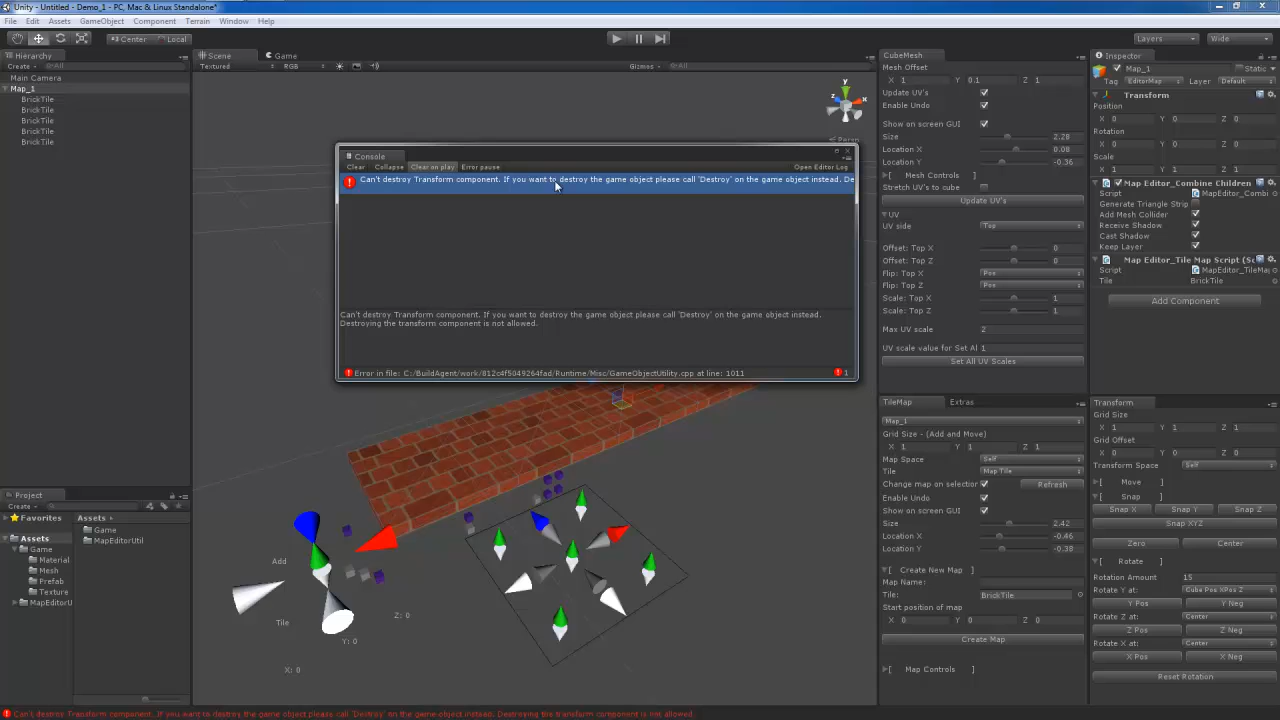 Unity - Untitled - Demo_1 - PC, Mac & Linux Standalone*
File Edit Assets GameObject Component Terrain Window Help
Center Local
Layers Wide
Hierarchy
Create All
Main Camera
Map_1
BrickTile
BrickTile
BrickTile
BrickTile
BrickTile
Scene Game
Textured RGB Gizmos All
y
z x
Persp
Console
Clear Collapse Clear on play Error pause Open Editor Log
Can't destroy Transform component. If you want to destroy the game object please call 'Destroy' on the game object instead. De
Can't destroy Transform component. If you want to destroy the game object please call 'Destroy' on the game object instead.
Destroying the transform component is not allowed.
Error in file: C:/BuildAgent/work/812c4f5049264fad/Runtime/Misc/GameObjectUtility.cpp at line: 1011
1
Add
Tile
Z: 0
Y: 0
X: 0
Project
Create
Favorites
Assets
Game
Material
Mesh
Prefab
Texture
MapEditorU
Assets
Game
MapEditorUtil
CubeMesh
Mesh Offset
X 1 Y 0.1 Z 1
Update UV's
Enable Undo
Show on screen GUI
Size 2.28
Location X 0.08
Location Y -0.36
[ Mesh Controls ]
Stretch UV's to cube
Update UV's
UV
UV side Top
Offset: Top X 0
Offset: Top Z 0
Flip: Top X Pos
Flip: Top Z Pos
Scale: Top X 1
Scale: Top Z 1
Max UV scale 2
UV scale value for Set Al 1
Set All UV Scales
TileMap Extras
Map_1
Grid Size - (Add and Move)
X 1 Y 1 Z 1
Map Space Self
Tile Map Tile
Change map on selection Refresh
Enable Undo
Show on screen GUI
Size 2.42
Location X -0.46
Location Y -0.38
[ Create New Map ]
Map Name:
Tile: BrickTile
Start position of map
X 0 Y 0 Z 0
Create Map
[ Map Controls ]
Inspector
Map_1 Static
Tag EditorMap Layer Default
Transform
Position
X 0 Y 0 Z 0
Rotation
X 0 Y 0 Z 0
Scale
X 1 Y 1 Z 1
Map Editor_Combine Children
Script MapEditor_Combi
Generate Triangle Strip
Add Mesh Collider
Receive Shadow
Cast Shadow
Keep Layer
Map Editor_Tile Map Script (Sc
Script MapEditor_TileMa
Tile BrickTile
Add Component
Transform
Grid Size
X 1 Y 1 Z 1
Grid Offset
X 0 Y 0 Z 0
Transform Space Self
[ Move ]
[ Snap ]
Snap X Snap Y Snap Z
Snap XYZ
Zero Center
[ Rotate ]
Rotation Amount 15
Rotate Y at: Cube Pos XPos Z
Y Pos Y Neg
Rotate Z at: Center
Z Pos Z Neg
Rotate X at: Center
X Pos X Neg
Reset Rotation
Can't destroy Transform component. If you want to destroy the game object please call 'Destroy' on the game object instead. Destroying the transform component is not allowed.